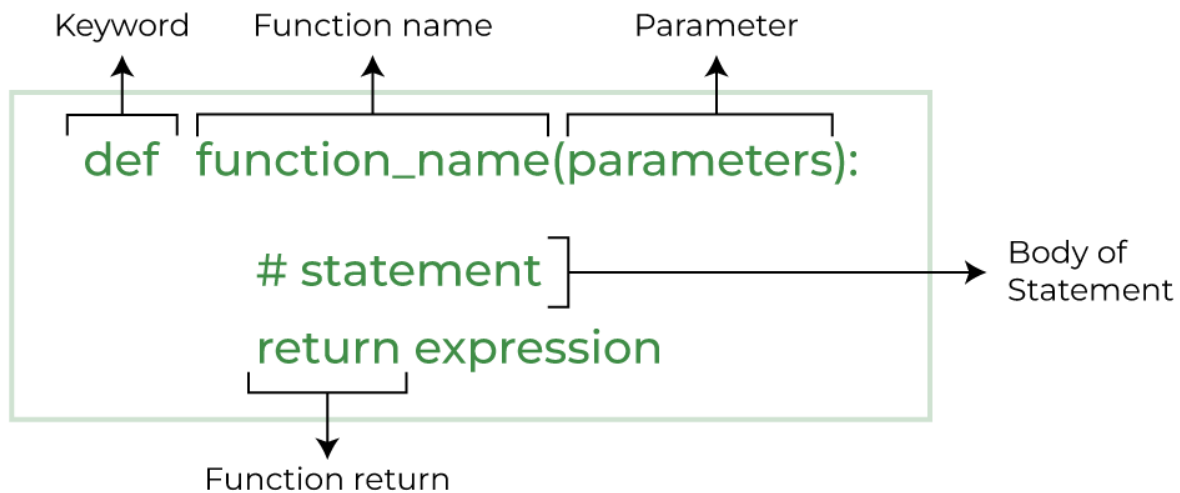 Keyword Function name Parameter
def function_name(parameters):
# statement
Body of
Statement
return expression
Function return